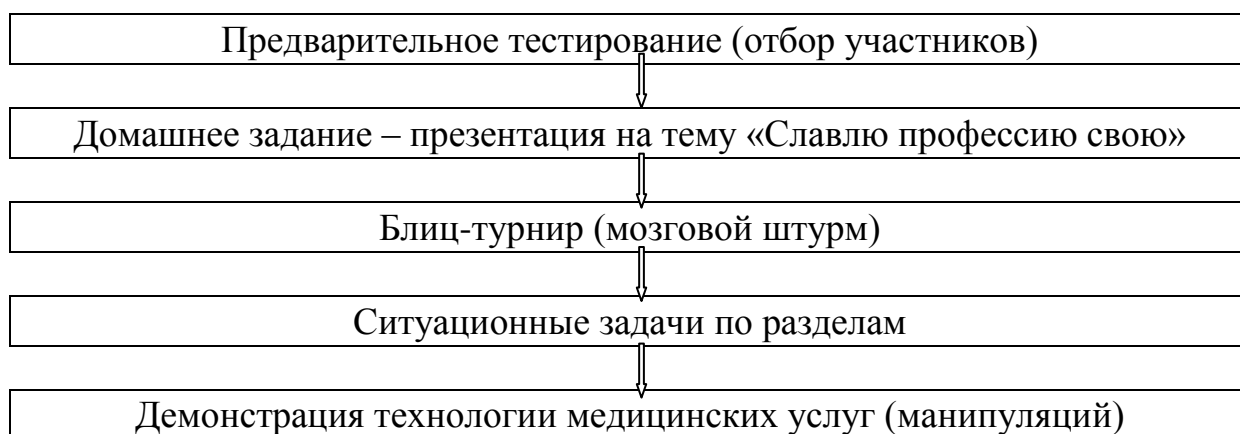 Предварительное тестирование (отбор участников)
Домашнее задание – презентация на тему «Славлю профессию свою»
Блиц-турнир (мозговой штурм)
Ситуационные задачи по разделам
Демонстрация технологии медицинских услуг (манипуляций)